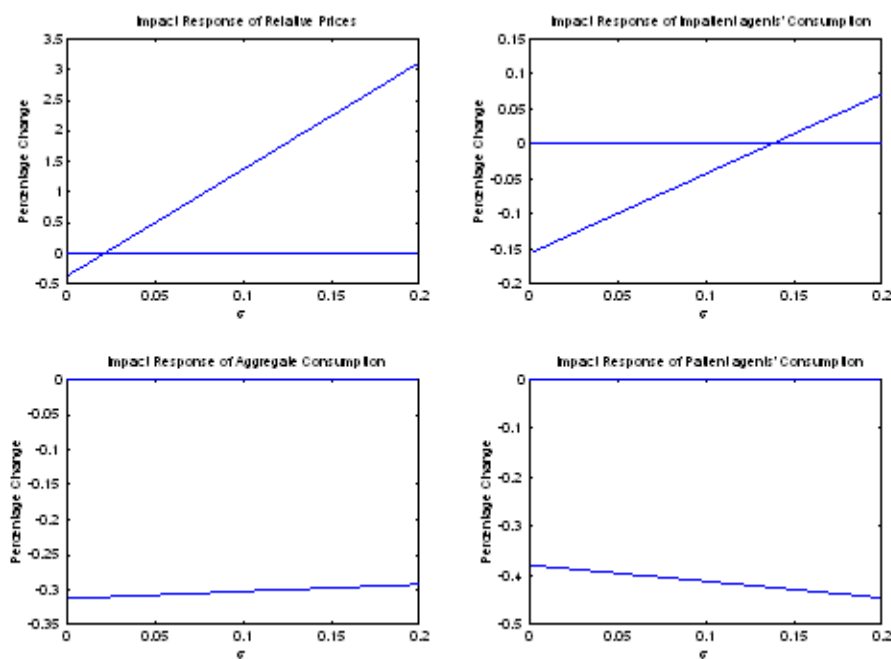 Impact Response of Relative Prices
3.5
3
2.5
2
1.5
1
0.5
0
-0.5
Percentage Change
0 0.05 0.1 0.15 0.2
σ
Impact Response of Impatient agents' Consumption
0.15
0.1
0.05
0
-0.05
-0.1
-0.15
-0.2
Percentage Change
0 0.05 0.1 0.15 0.2
σ
Impact Response of Aggregate Consumption
0
-0.05
-0.1
-0.15
-0.2
-0.25
-0.3
-0.35
Percentage Change
0 0.05 0.1 0.15 0.2
σ
Impact Response of Patient agents' Consumption
0
-0.1
-0.2
-0.3
-0.4
-0.5
Percentage Change
0 0.05 0.1 0.15 0.2
σ